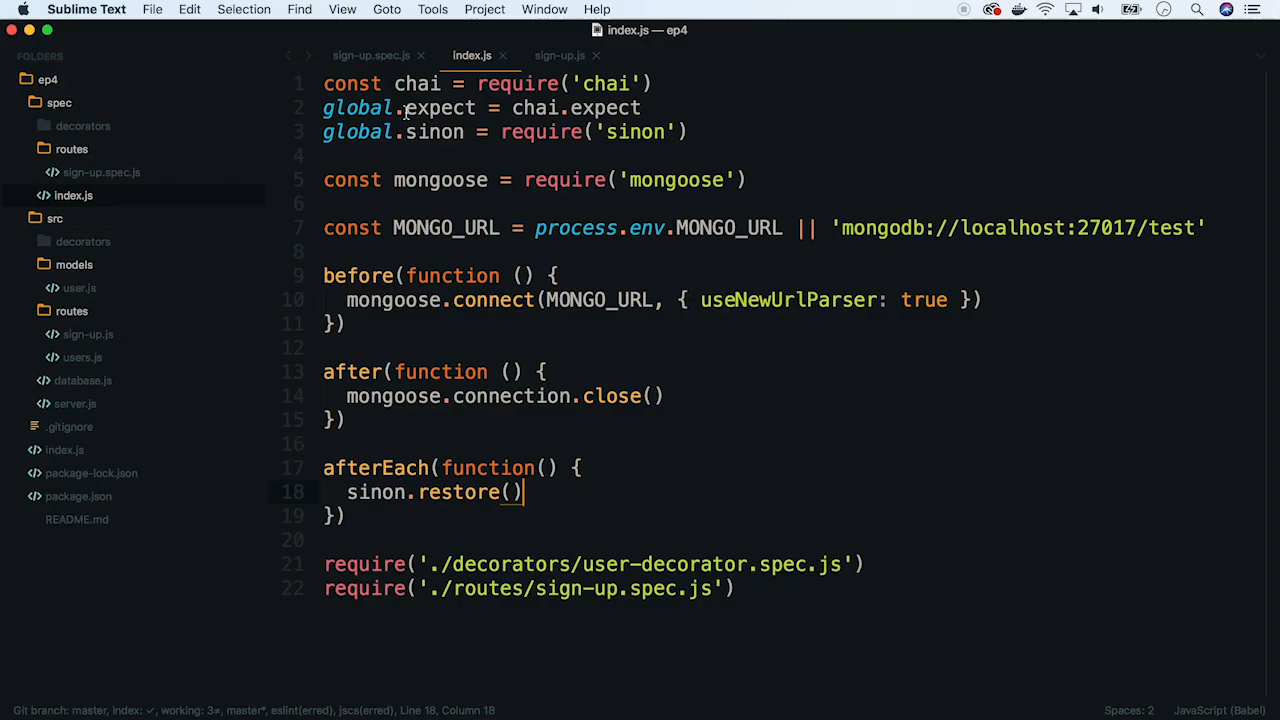 Sublime Text File Edit Selection Find View Goto Tools Project Window Help
index.js — ep4
FOLDERS
ep4
spec
decorators
routes
sign-up.spec.js
index.js
src
decorators
models
user.js
routes
sign-up.js
users.js
database.js
server.js
.gitignore
index.js
package-lock.json
package.json
README.md
sign-up.spec.js index.js sign-up.js
1 const chai = require('chai')
2 global.expect = chai.expect
3 global.sinon = require('sinon')
4
5 const mongoose = require('mongoose')
6
7 const MONGO_URL = process.env.MONGO_URL || 'mongodb://localhost:27017/test'
8
9 before(function () {
10 mongoose.connect(MONGO_URL, { useNewUrlParser: true })
11 })
12
13 after(function () {
14 mongoose.connection.close()
15 })
16
17 afterEach(function() {
18 sinon.restore()
19 })
20
21 require('./decorators/user-decorator.spec.js')
22 require('./routes/sign-up.spec.js')
Git branch: master, index: ✓, working: 3≠, master*, eslint(erred), jscs(erred), Line 18, Column 18 Spaces: 2 JavaScript (Babel)